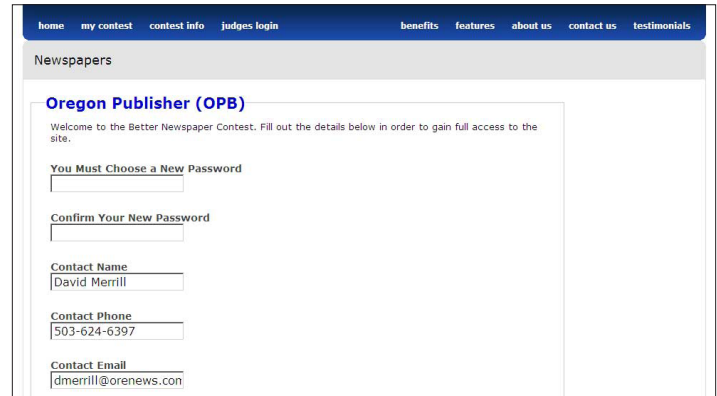 home my contest contest info judges login benefits features about us contact us testimonials
Newspapers
Oregon Publisher (OPB)
Welcome to the Better Newspaper Contest. Fill out the details below in order to gain full access to the
site.
You Must Choose a New Password
Confirm Your New Password
Contact Name
David Merrill
Contact Phone
503-624-6397
Contact Email
dmerrill@orenews.com